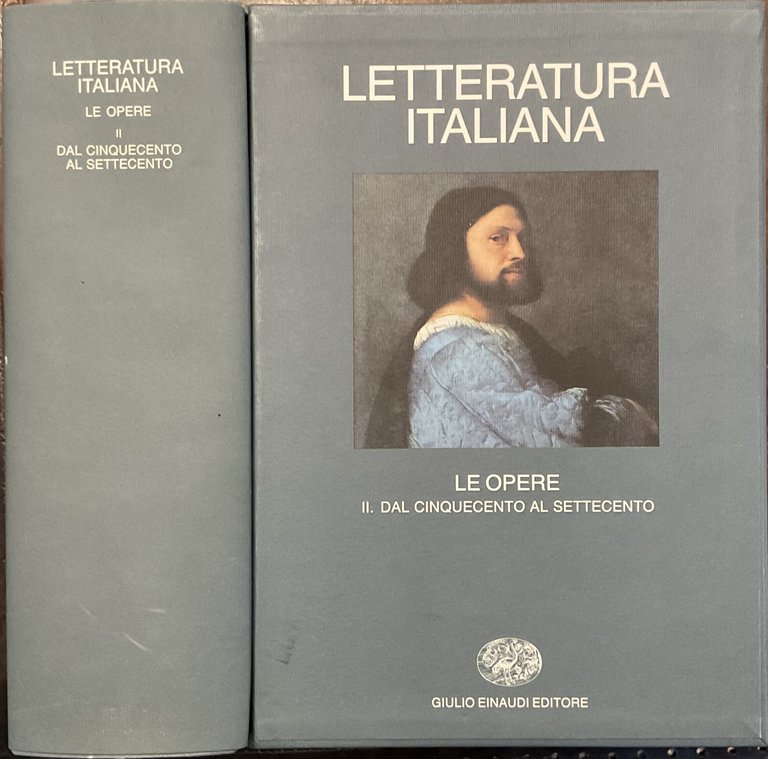 LETTERATURA
ITALIANA
LE OPERE
II
DAL CINQUECENTO
AL SETTECENTO
LETTERATURA
ITALIANA
LE OPERE
II. DAL CINQUECENTO AL SETTECENTO
GIULIO EINAUDI EDITORE